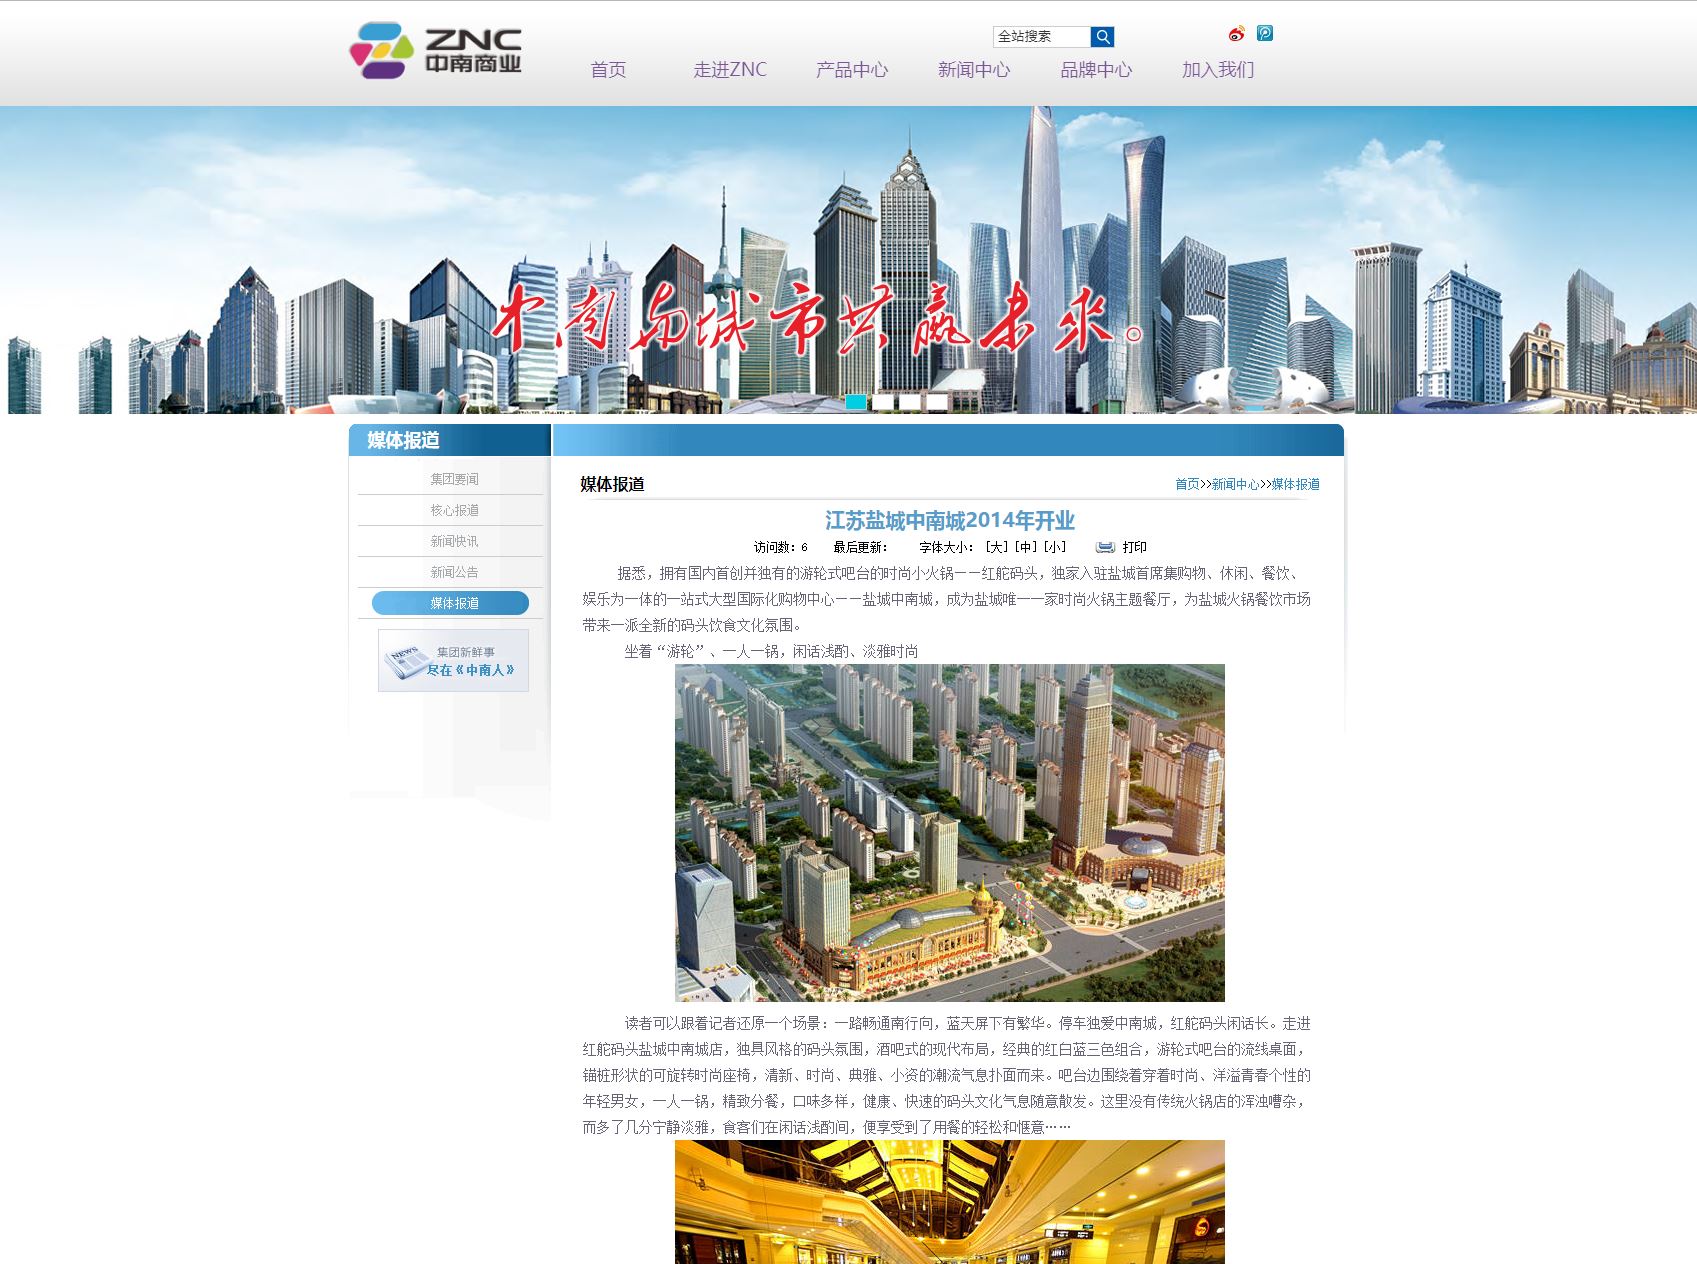 ZNC
中南商业
全站搜索
首页
走进ZNC
产品中心
新闻中心
品牌中心
加入我们
中南与城市共赢未来。
媒体报道
集团要闻
核心报道
新闻快讯
新闻公告
媒体报道
NEWS
集团新鲜事
尽在《中南人》
媒体报道
首页>>新闻中心>>媒体报道
江苏盐城中南城2014年开业
访问数：6 最后更新： 字体大小： [大] [中] [小] 打印
据悉，拥有国内首创并独有的游轮式吧台的时尚小火锅——红舵码头，独家入驻盐城首席集购物、休闲、餐饮、
娱乐为一体的一站式大型国际化购物中心——盐城中南城，成为盐城唯一一家时尚火锅主题餐厅，为盐城火锅餐饮市场
带来一派全新的码头饮食文化氛围。
坐着“游轮”、一人一锅，闲话浅酌、淡雅时尚
读者可以跟着记者还原一个场景：一路畅通南行向，蓝天屏下有繁华。停车独爱中南城，红舵码头闲话长。走进
红舵码头盐城中南城店，独具风格的码头氛围，酒吧式的现代布局，经典的红白蓝三色组合，游轮式吧台的流线桌面，
锚桩形状的可旋转时尚座椅，清新、时尚、典雅、小资的潮流气息扑面而来。吧台边围绕着穿着时尚、洋溢青春个性的
年轻男女，一人一锅，精致分餐，口味多样，健康、快速的码头文化气息随意散发。这里没有传统火锅店的浑浊嘈杂，
而多了几分宁静淡雅，食客们在闲话浅酌间，便享受到了用餐的轻松和惬意……